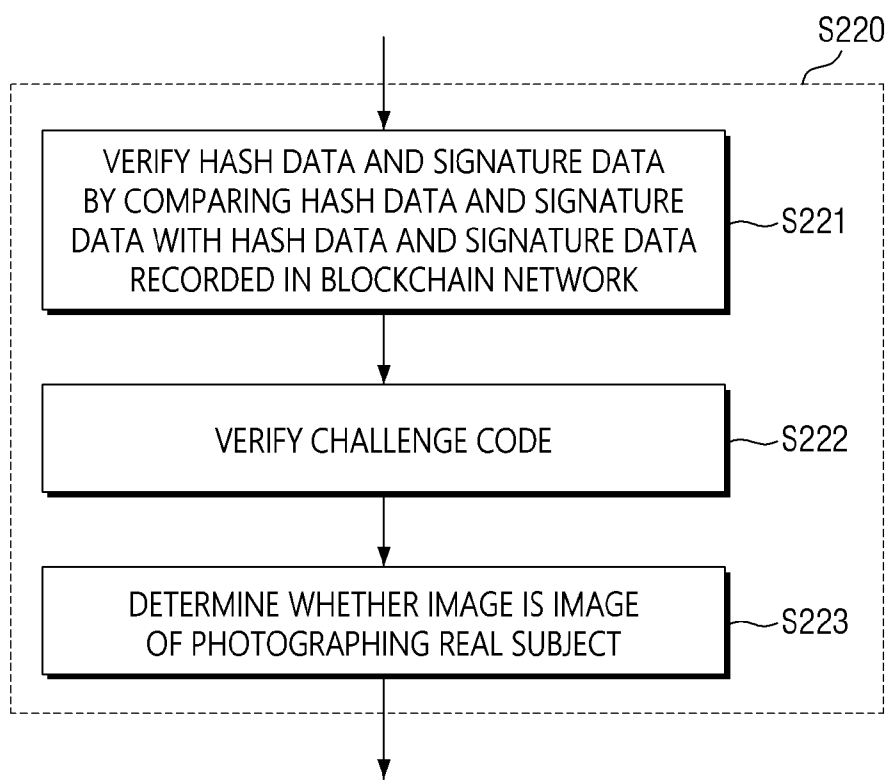 S220
VERIFY HASH DATA AND SIGNATURE DATA
BY COMPARING HASH DATA AND SIGNATURE
DATA WITH HASH DATA AND SIGNATURE DATA
RECORDED IN BLOCKCHAIN NETWORK
S221
VERIFY CHALLENGE CODE
S222
DETERMINE WHETHER IMAGE IS IMAGE
OF PHOTOGRAPHING REAL SUBJECT
S223